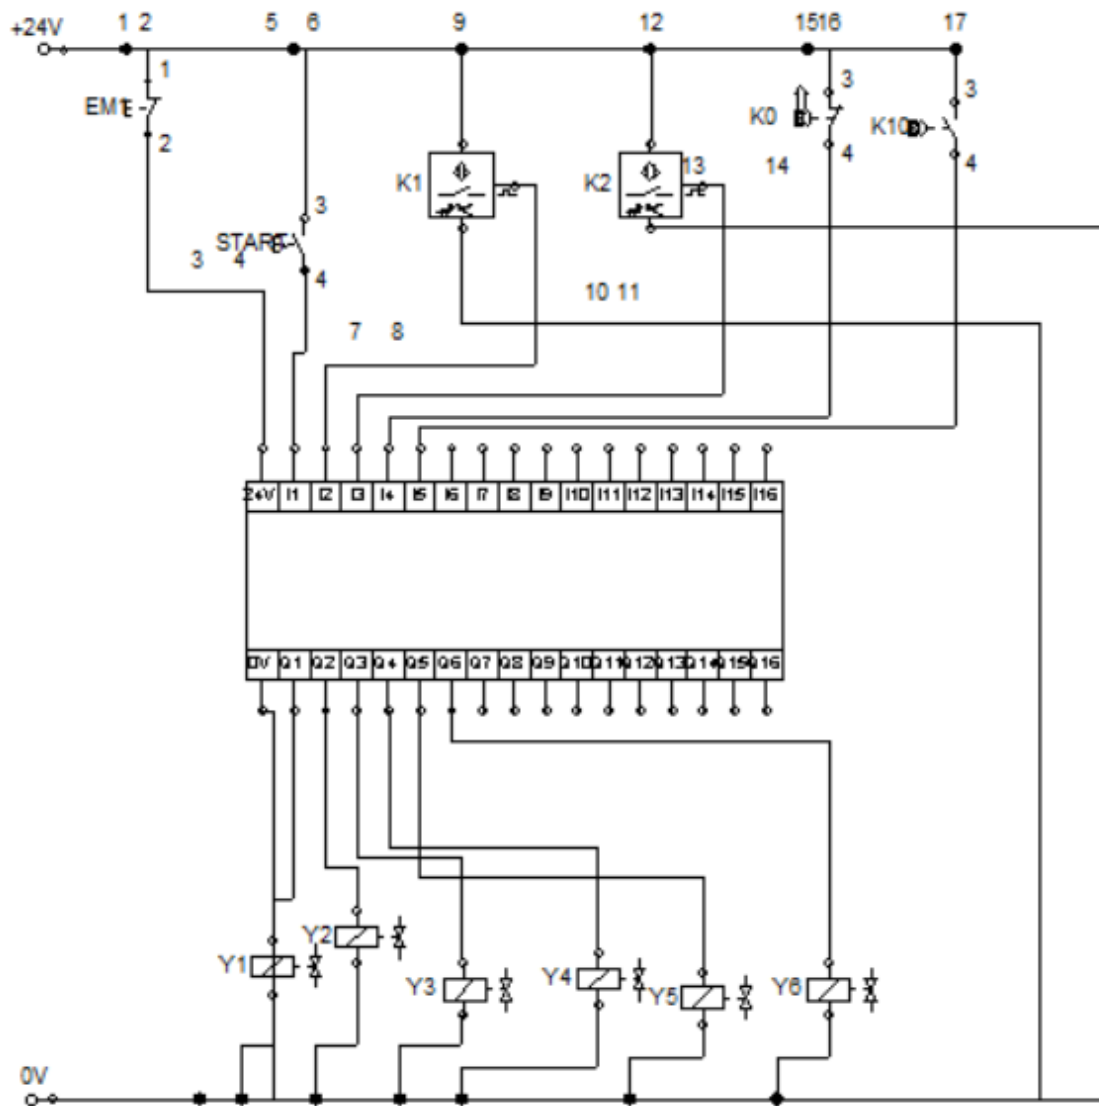 +24V 1 2 5 6 9 12 1516 17
1 3 3
EM1 K0 K10
2 13 14 4 4
K1 K2
3
START
3 4 4
10 11
7 8
24V I1 I2 I3 I4 I5 I6 I7 I8 I9 I10 I11 I12 I13 I14 I15 I16
0V Q1 Q2 Q3 Q4 Q5 Q6 Q7 Q8 Q9 Q10 Q11 Q12 Q13 Q14 Q15 Q16
Y1 Y2 Y3 Y4 Y5 Y6
0V